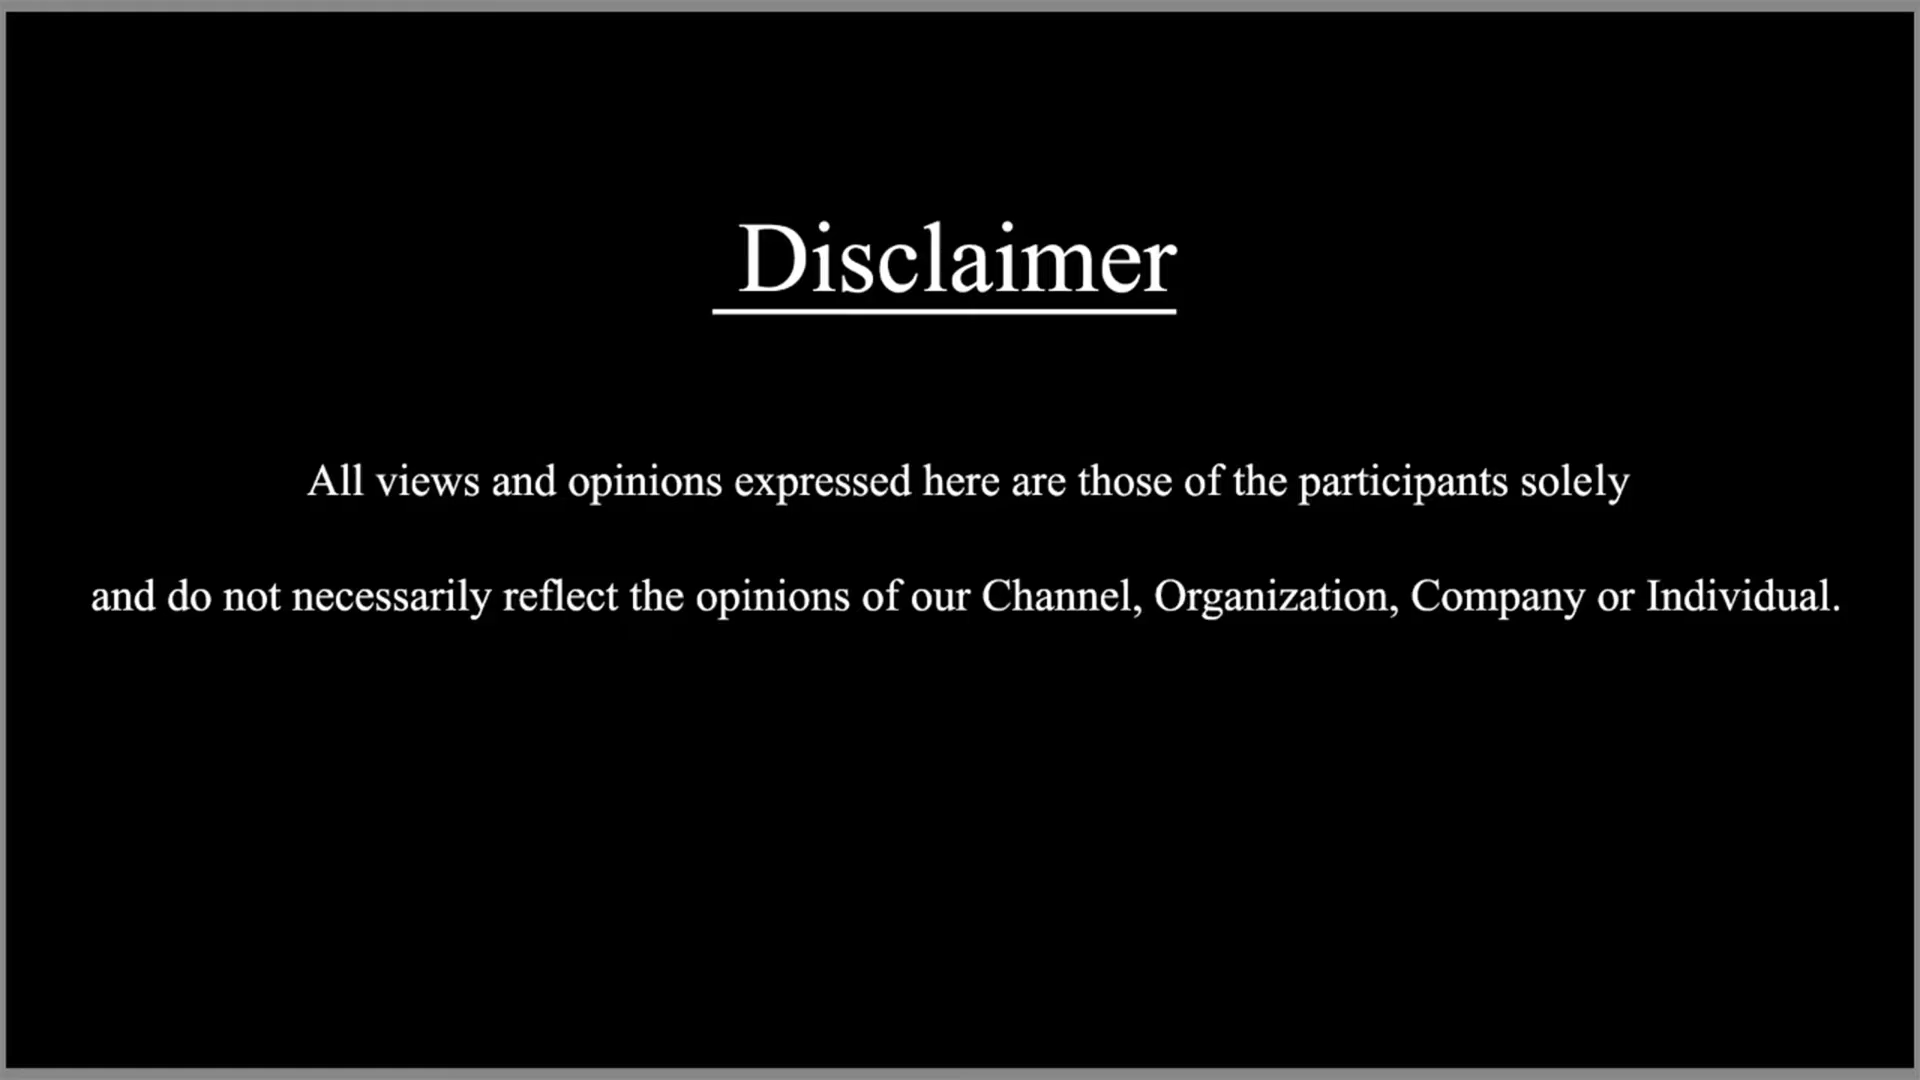 Disclaimer
All views and opinions expressed here are those of the participants solely
and do not necessarily reflect the opinions of our Channel, Organization, Company or Individual.